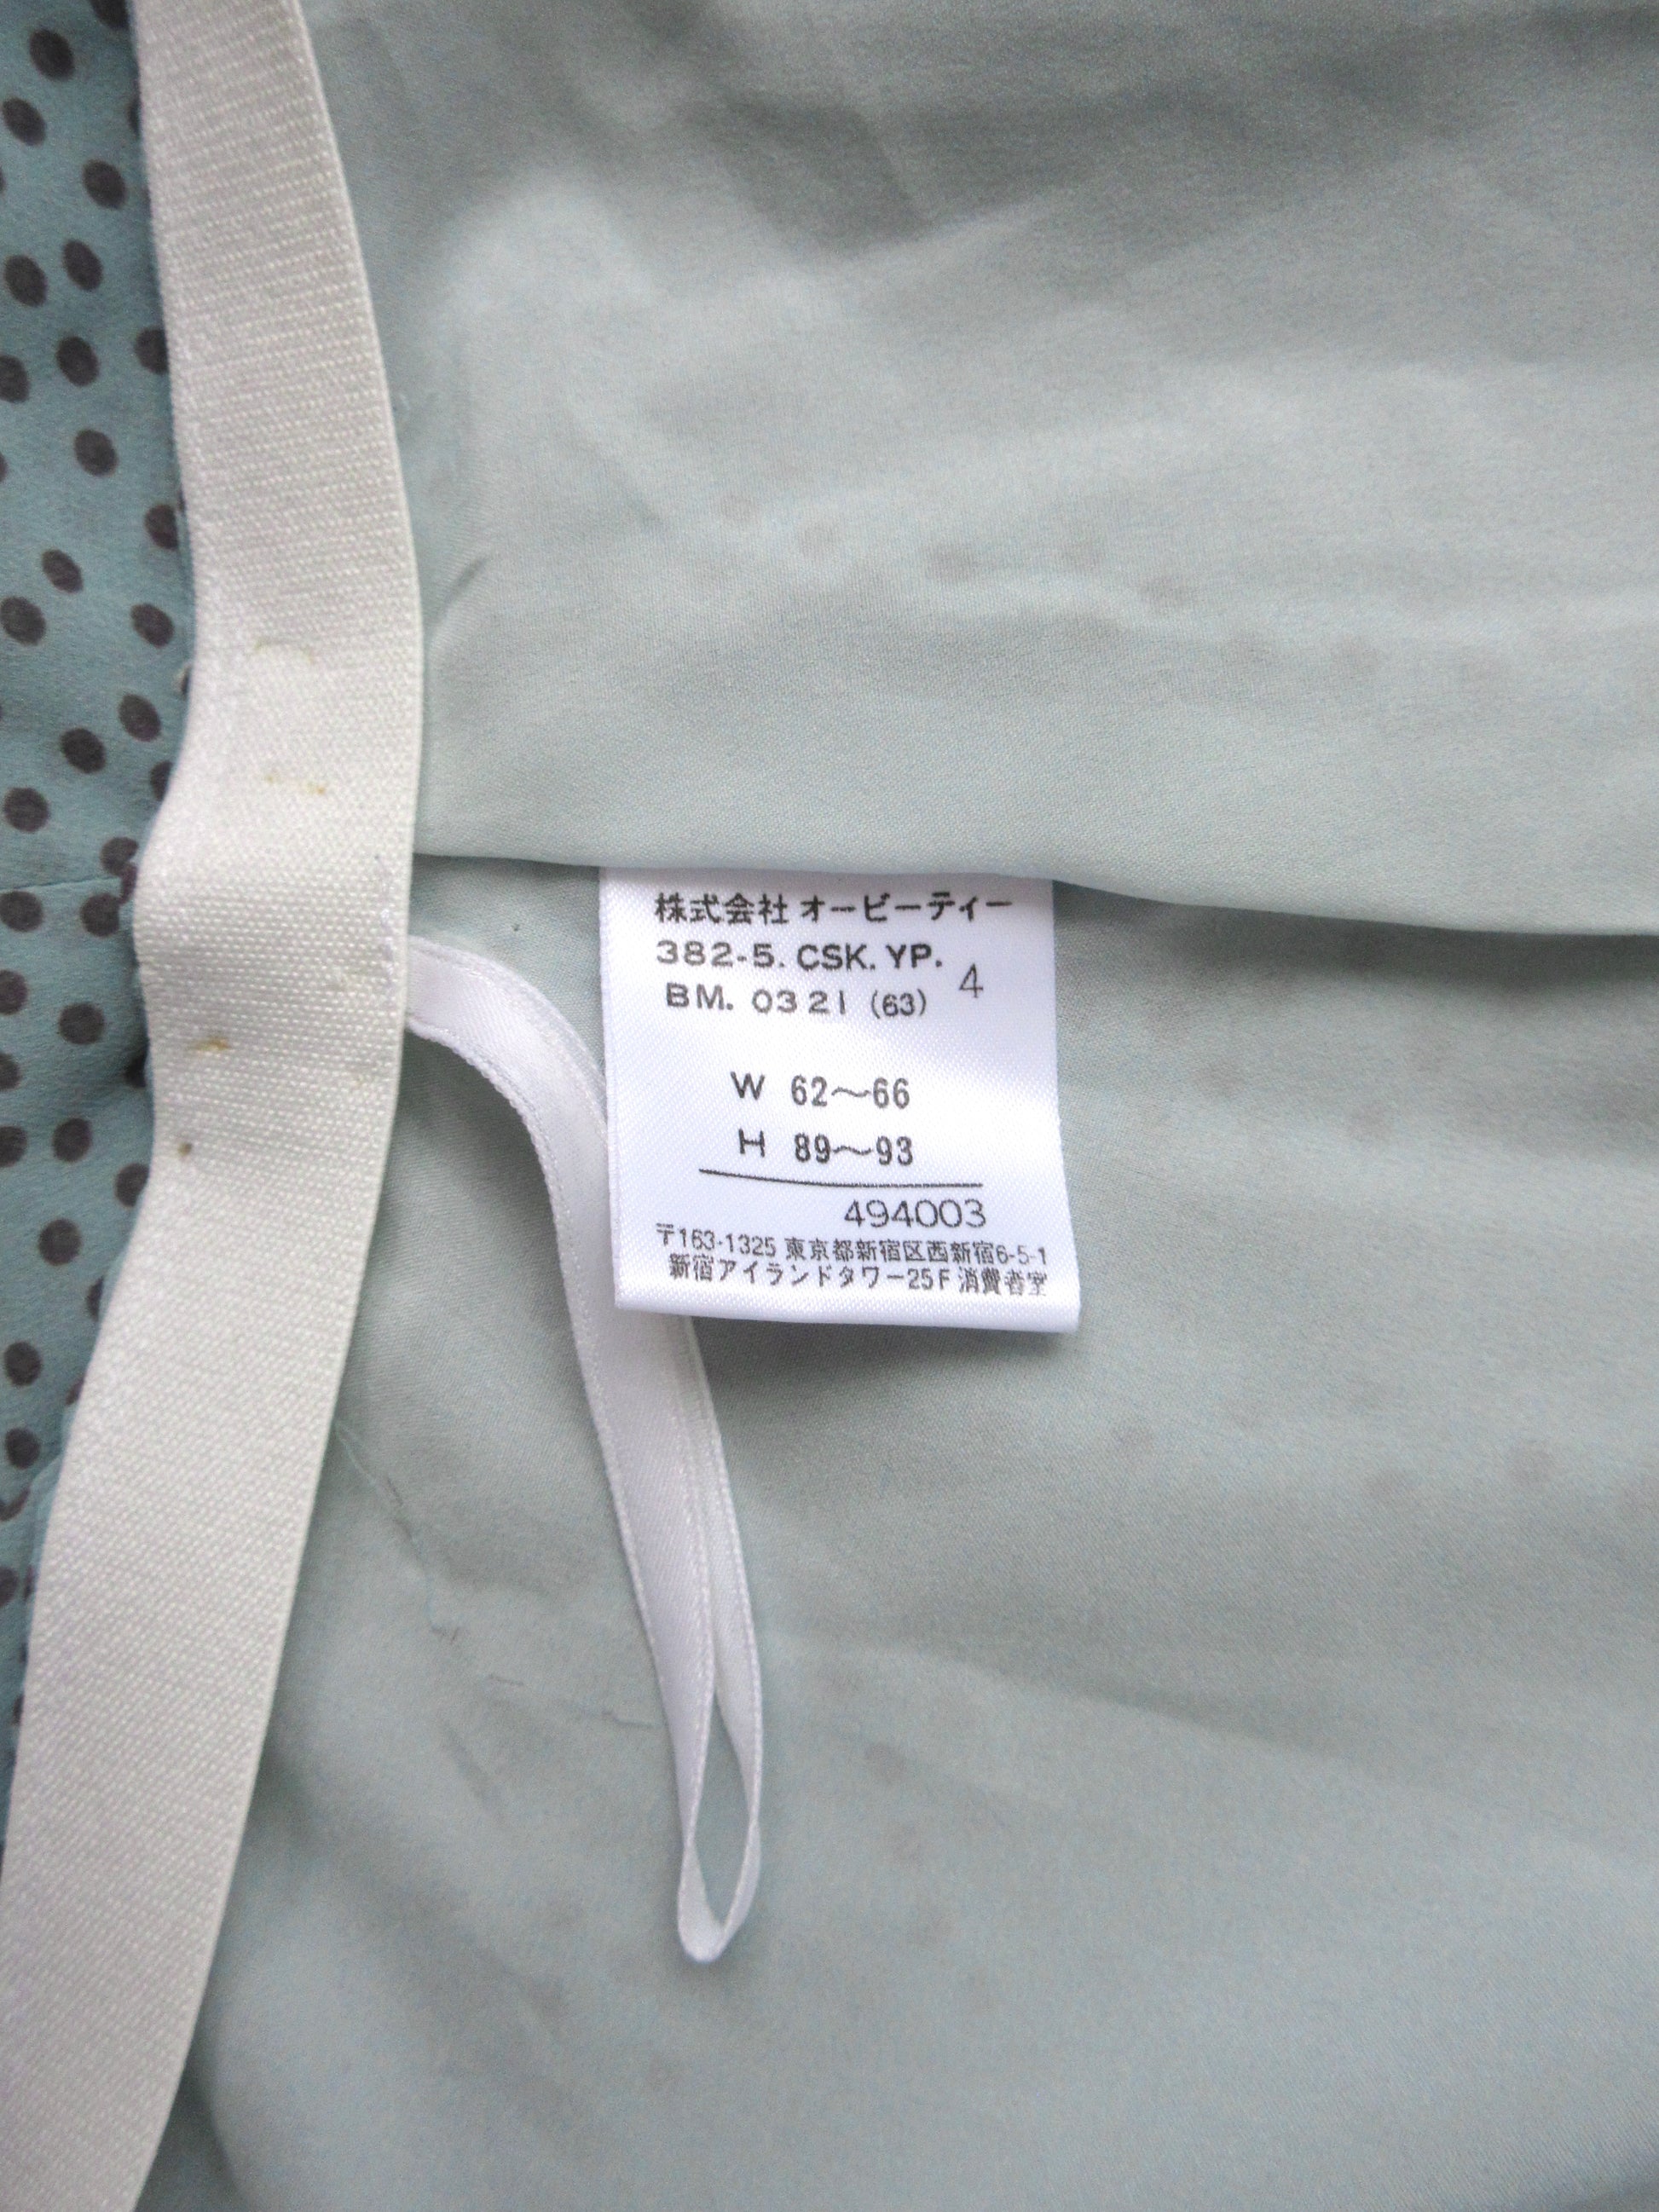 株式会社 オービーティー
382-5. CSK. YP. 4
BM. 0321 (63)
W 62〜66
H 89〜93
494003
〒163-1325 東京都新宿区西新宿6-5-1
新宿アイランドタワー25F 消費者室